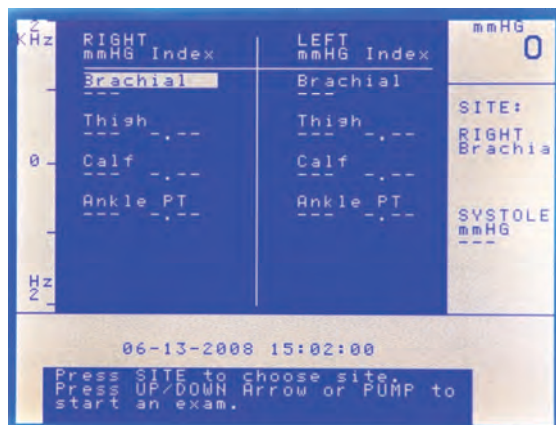 2
KHz
RIGHT
mmHG Index
LEFT
mmHG Index
mmHG
0
Brachial
---
Brachial
---
Thigh
--- -.--
Thigh
--- -.--
0
Calf
--- -.--
Calf
--- -.--
Ankle PT
--- -.--
Ankle PT
--- -.--
Hz
2
SITE:
RIGHT
Brachia
SYSTOLE
mmHG
---
06-13-2008 15:02:00
Press SITE to choose site.
Press UP/DOWN Arrow or PUMP to
start an exam.